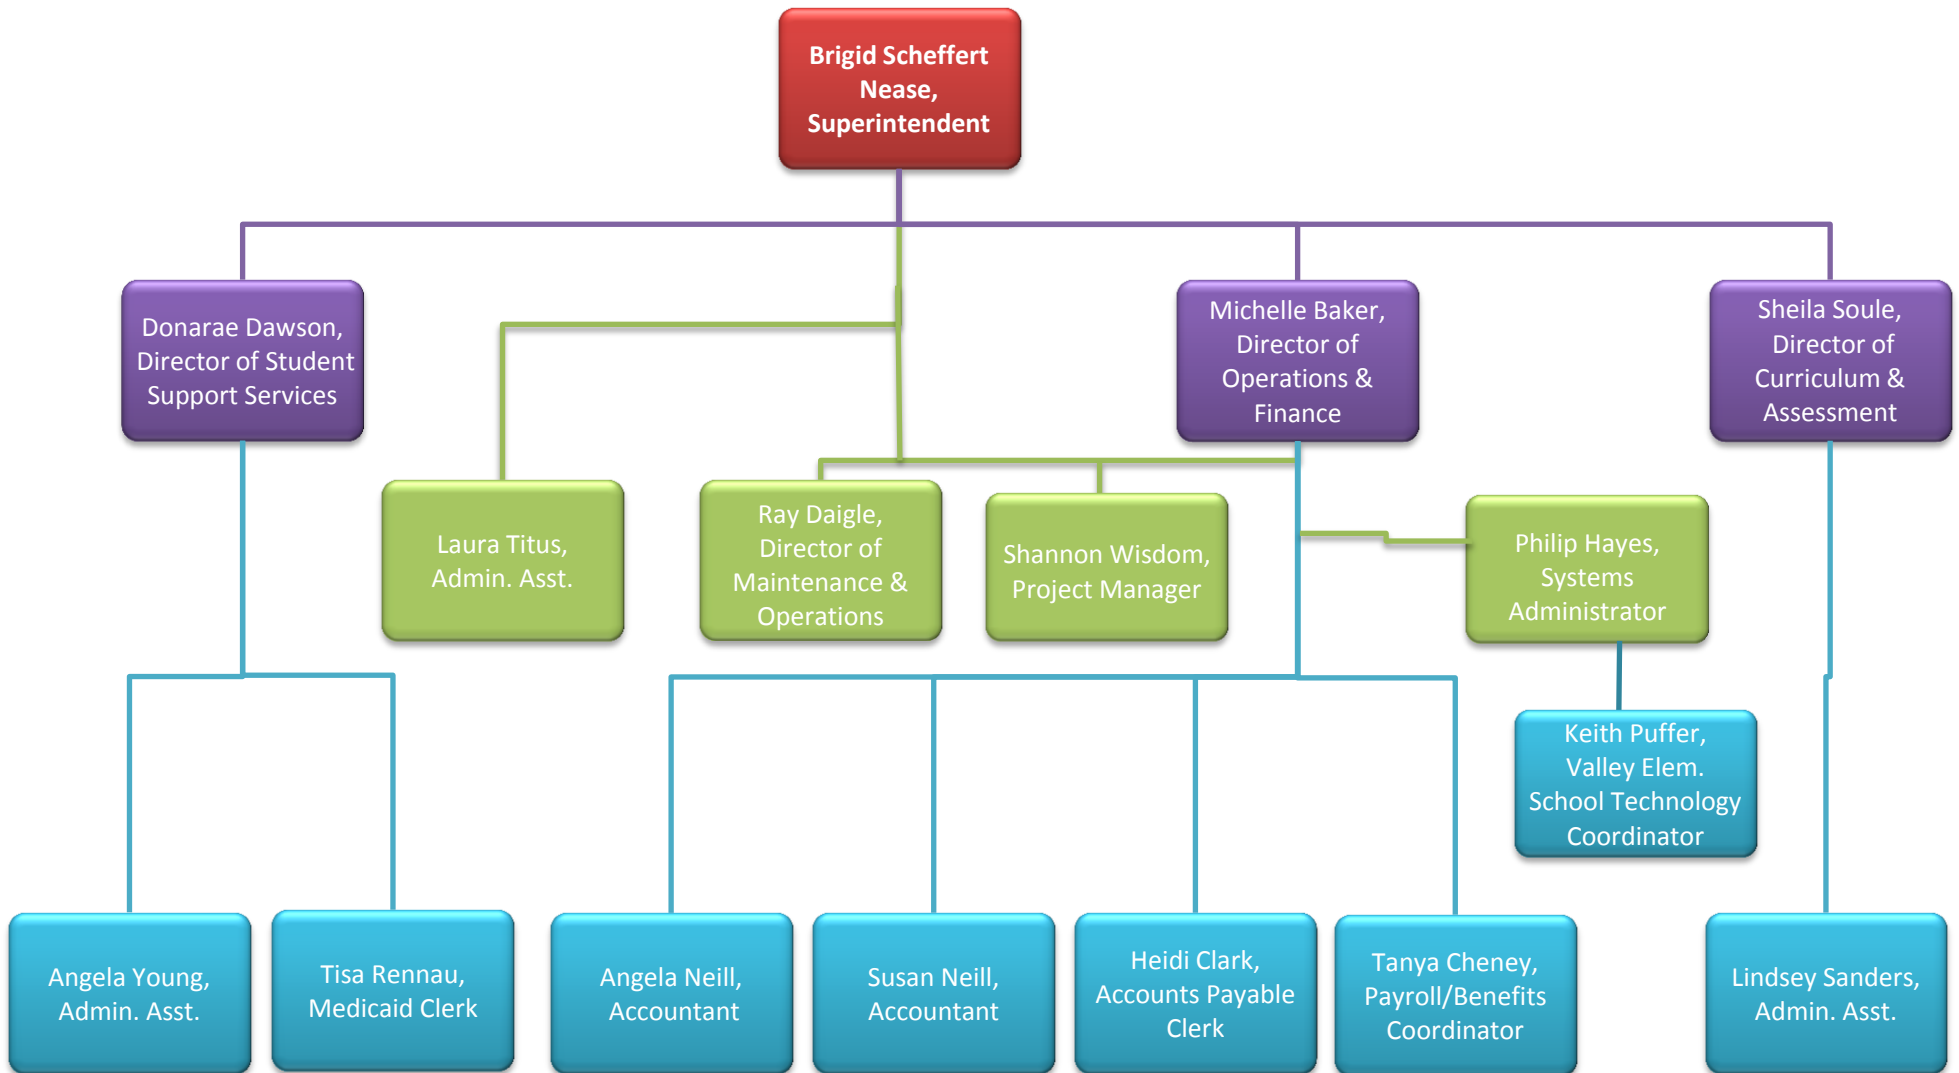 Brigid Scheffert
Nease,
Superintendent
Donarae Dawson,
Director of Student
Support Services
Michelle Baker,
Director of
Operations &
Finance
Sheila Soule,
Director of
Curriculum &
Assessment
Laura Titus,
Admin. Asst.
Ray Daigle,
Director of
Maintenance &
Operations
Shannon Wisdom,
Project Manager
Philip Hayes,
Systems
Administrator
Keith Puffer,
Valley Elem.
School Technology
Coordinator
Angela Young,
Admin. Asst.
Tisa Rennau,
Medicaid Clerk
Angela Neill,
Accountant
Susan Neill,
Accountant
Heidi Clark,
Accounts Payable
Clerk
Tanya Cheney,
Payroll/Benefits
Coordinator
Lindsey Sanders,
Admin. Asst.